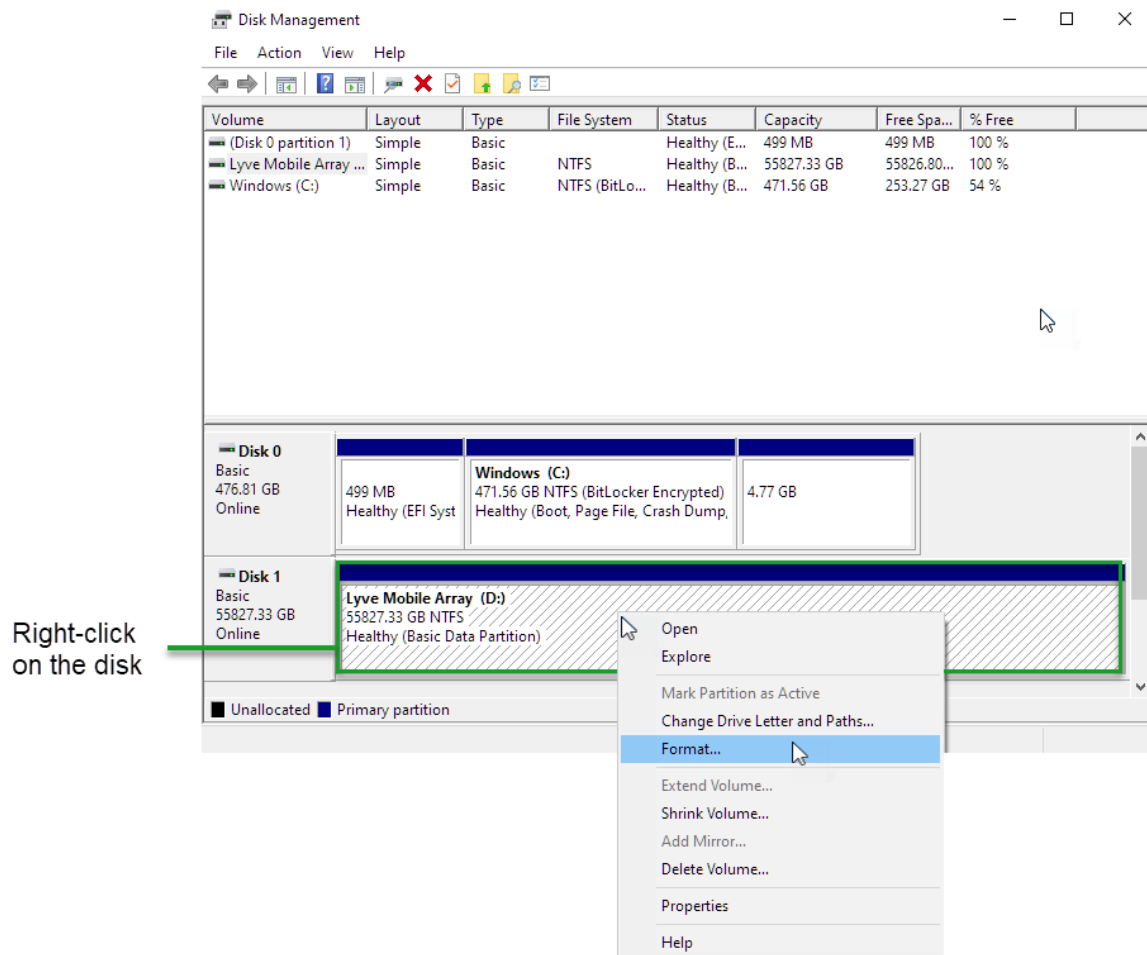 Disk Management
File Action View Help
Volume Layout Type File System Status Capacity Free Spa... % Free
(Disk 0 partition 1) Simple Basic Healthy (E... 499 MB 499 MB 100 %
Lyve Mobile Array ... Simple Basic NTFS Healthy (B... 55827.33 GB 55826.80... 100 %
Windows (C:) Simple Basic NTFS (BitLo... Healthy (B... 471.56 GB 253.27 GB 54 %
Disk 0
Basic
476.81 GB
Online
499 MB
Healthy (EFI Syst
Windows (C:)
471.56 GB NTFS (BitLocker Encrypted)
Healthy (Boot, Page File, Crash Dump,
4.77 GB
Disk 1
Basic
55827.33 GB
Online
Lyve Mobile Array (D:)
55827.33 GB NTFS
Healthy (Basic Data Partition)
Right-click
on the disk
Unallocated Primary partition
Open
Explore
Mark Partition as Active
Change Drive Letter and Paths...
Format...
Extend Volume...
Shrink Volume...
Add Mirror...
Delete Volume...
Properties
Help